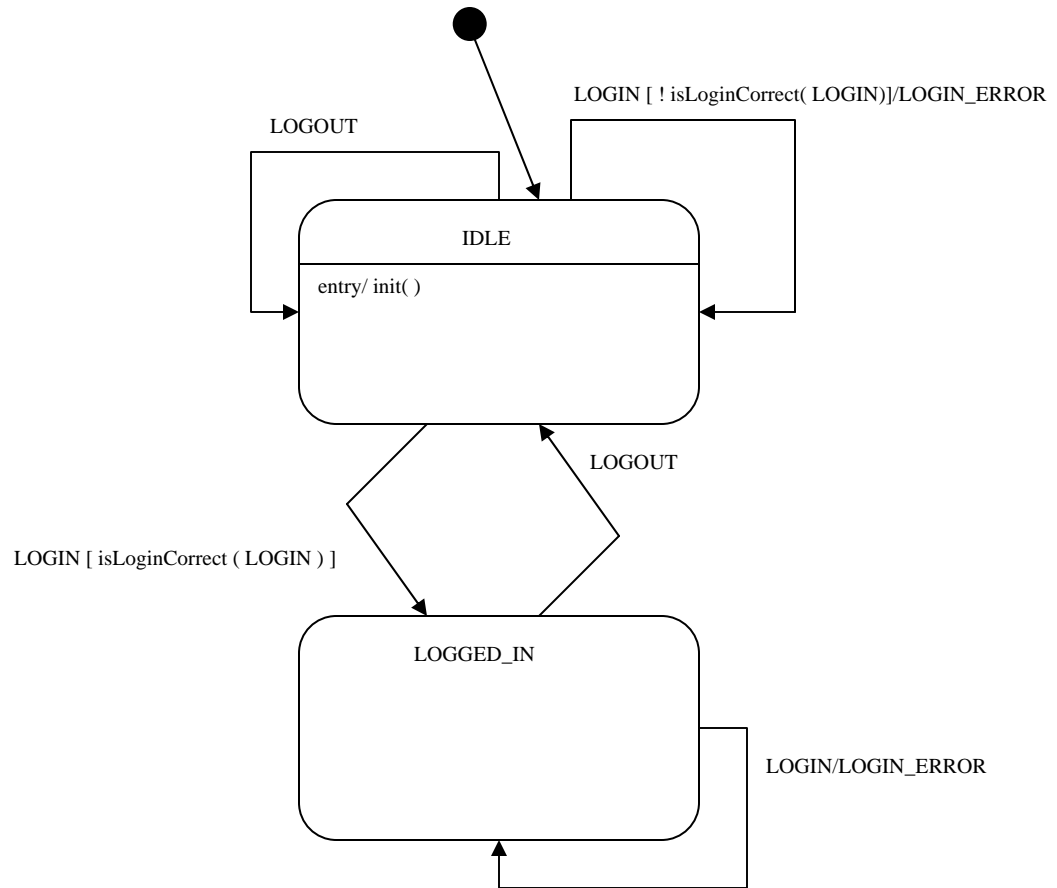 LOGIN [ ! isLoginCorrect( LOGIN)]/LOGIN_ERROR
LOGOUT
IDLE
entry/ init( )
LOGOUT
LOGIN [ isLoginCorrect ( LOGIN ) ]
LOGGED_IN
LOGIN/LOGIN_ERROR